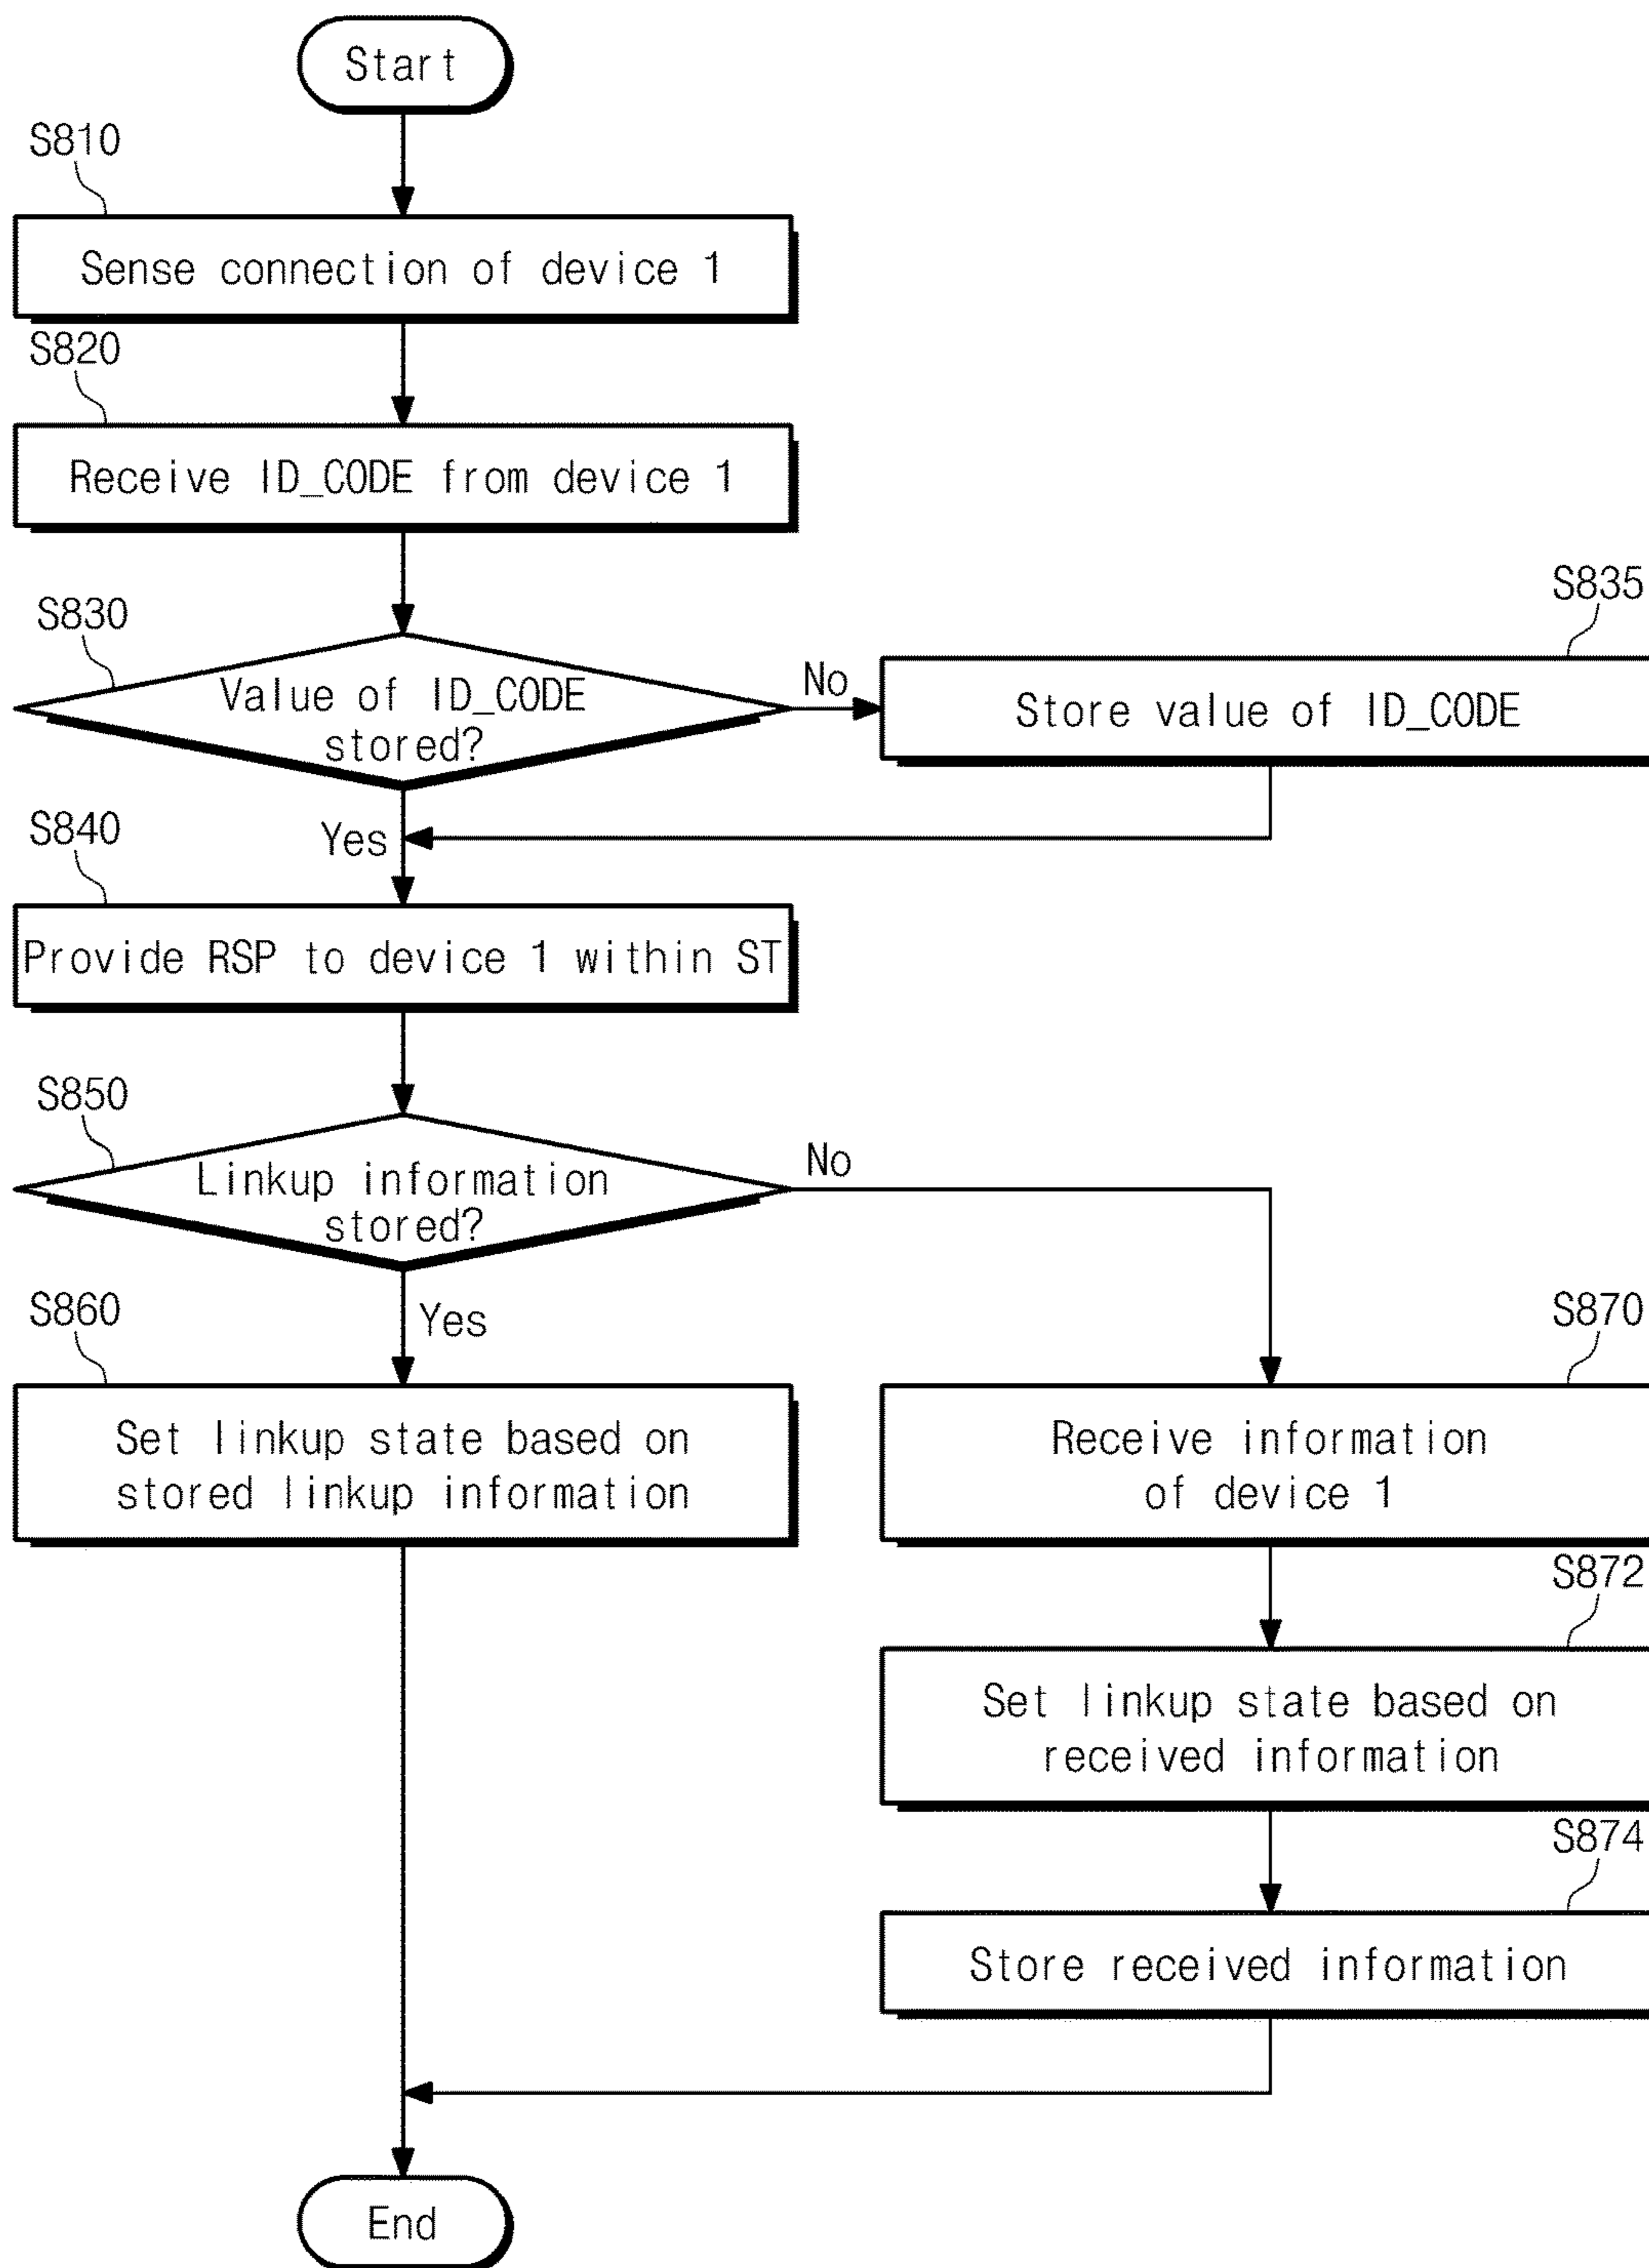 Start
S810
Sense connection of device 1
S820
Receive ID_CODE from device 1
S830
Value of ID_CODE
stored?
No
S835
Store value of ID_CODE
Yes
S840
Provide RSP to device 1 within ST
S850
Linkup information
stored?
No
Yes
S860
Set linkup state based on
stored linkup information
S870
Receive information
of device 1
S872
Set linkup state based on
received information
S874
Store received information
End